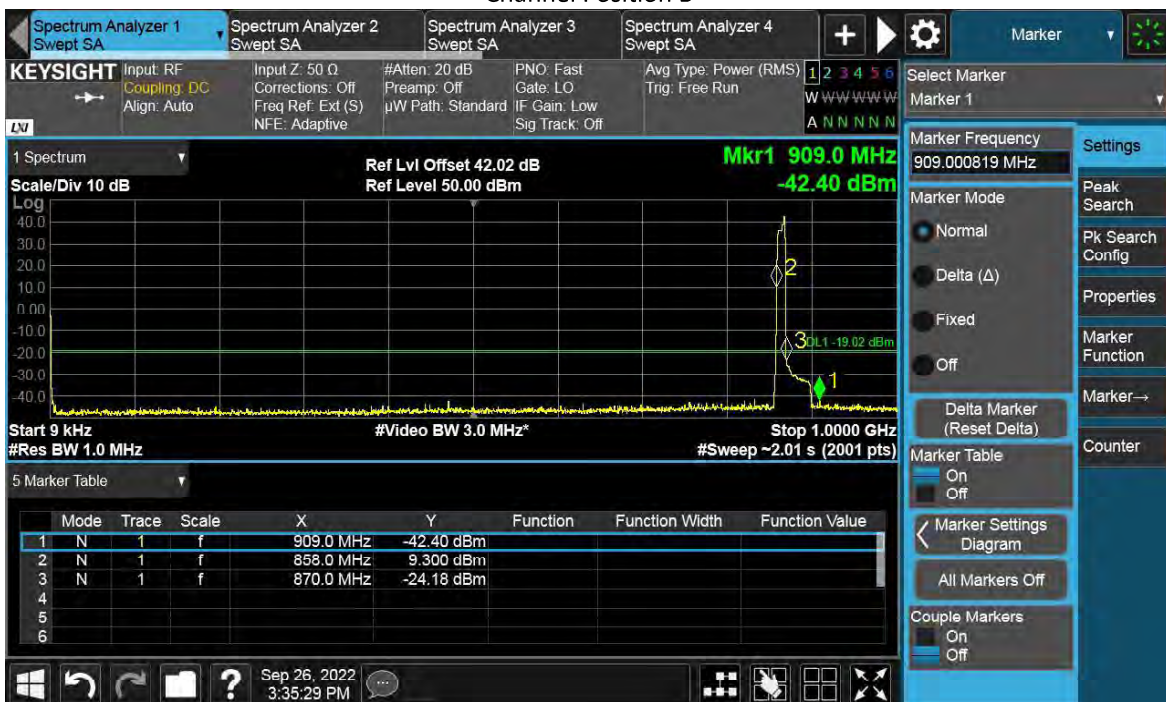 Spectrum Analyzer 1
Swept SA
Spectrum Analyzer 2
Swept SA
Spectrum Analyzer 3
Swept SA
Spectrum Analyzer 4
Swept SA
Marker
KEYSIGHT
LXI
Input: RF
Coupling: DC
Align: Auto
Input Z: 50 Ω
Corrections: Off
Freq Ref: Ext (S)
NFE: Adaptive
#Atten: 20 dB
Preamp: Off
µW Path: Standard
PNO: Fast
Gate: LO
IF Gain: Low
Sig Track: Off
Avg Type: Power (RMS)
Trig: Free Run
1 2 3 4 5 6
W W W W W W
A N N N N N
Select Marker
Marker 1
1 Spectrum
Scale/Div 10 dB
Ref Lvl Offset 42.02 dB
Ref Level 50.00 dBm
Mkr1 909.0 MHz
-42.40 dBm
Log
40.0
30.0
20.0
10.0
0.00
-10.0
-20.0
-30.0
-40.0
2
3
DL1 -19.02 dBm
1
Start 9 kHz
#Res BW 1.0 MHz
#Video BW 3.0 MHz*
Stop 1.0000 GHz
#Sweep ~2.01 s (2001 pts)
5 Marker Table
Mode Trace Scale X Y Function Function Width Function Value
1 N 1 f 909.0 MHz -42.40 dBm
2 N 1 f 858.0 MHz 9.300 dBm
3 N 1 f 870.0 MHz -24.18 dBm
4
5
6
Marker Frequency
909.000819 MHz
Marker Mode
Normal
Delta (Δ)
Fixed
Off
Delta Marker
(Reset Delta)
Marker Table
On
Off
Marker Settings
Diagram
All Markers Off
Couple Markers
On
Off
Settings
Peak
Search
Pk Search
Config
Properties
Marker
Function
Marker→
Counter
?
Sep 26, 2022
3:35:29 PM